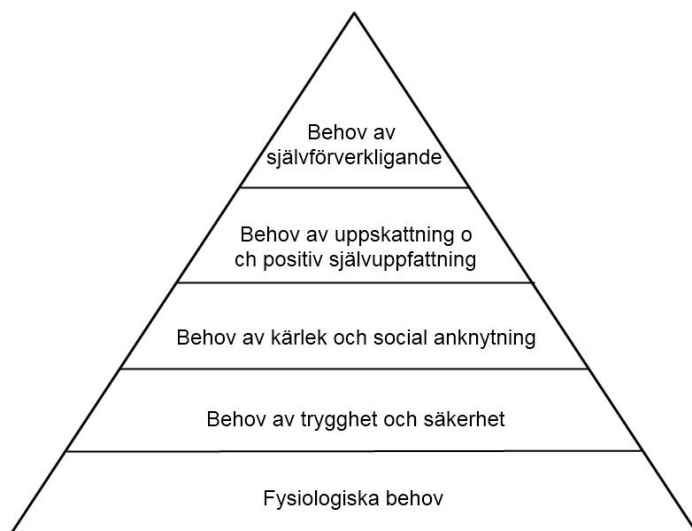 Behov av
självförverkligande
Behov av uppskattning o
ch positiv självuppfattning
Behov av kärlek och social anknytning
Behov av trygghet och säkerhet
Fysiologiska behov